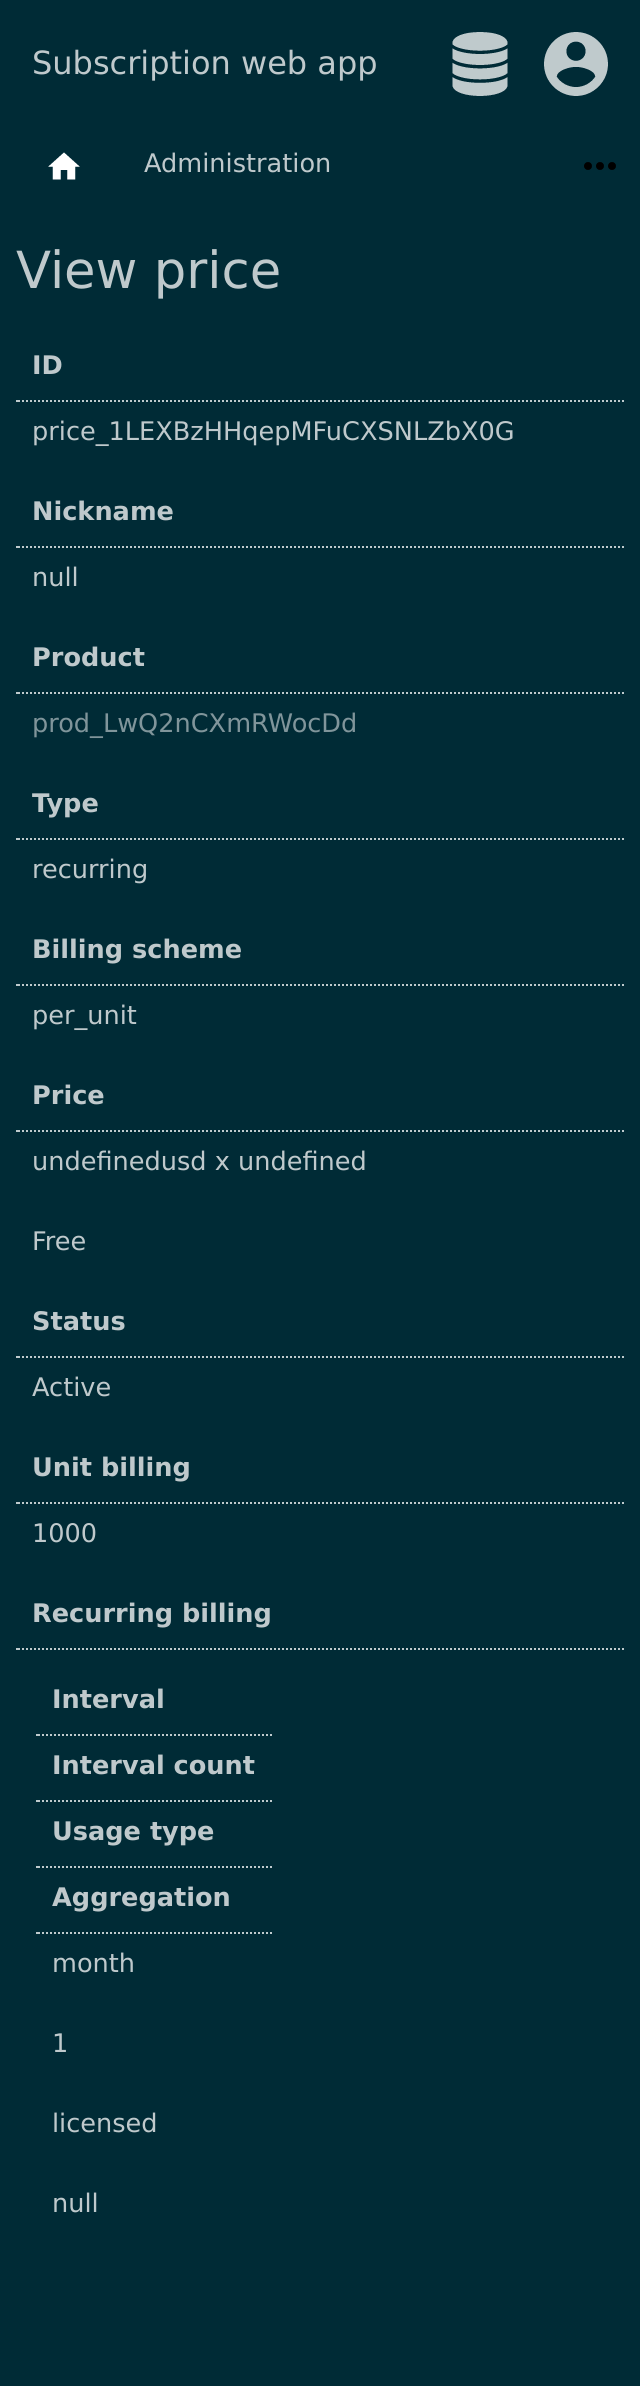 Subscription web app
Administration
View price
ID
price_1LEXBzHHqepMFuCXSNLZbX0G
Nickname
null
Product
prod_LwQ2nCXmRWocDd
Type
recurring
Billing scheme
per_unit
Price
undefinedusd x undefined
Free
Status
Active
Unit billing
1000
Recurring billing
Interval
Interval count
Usage type
Aggregation
month
1
licensed
null